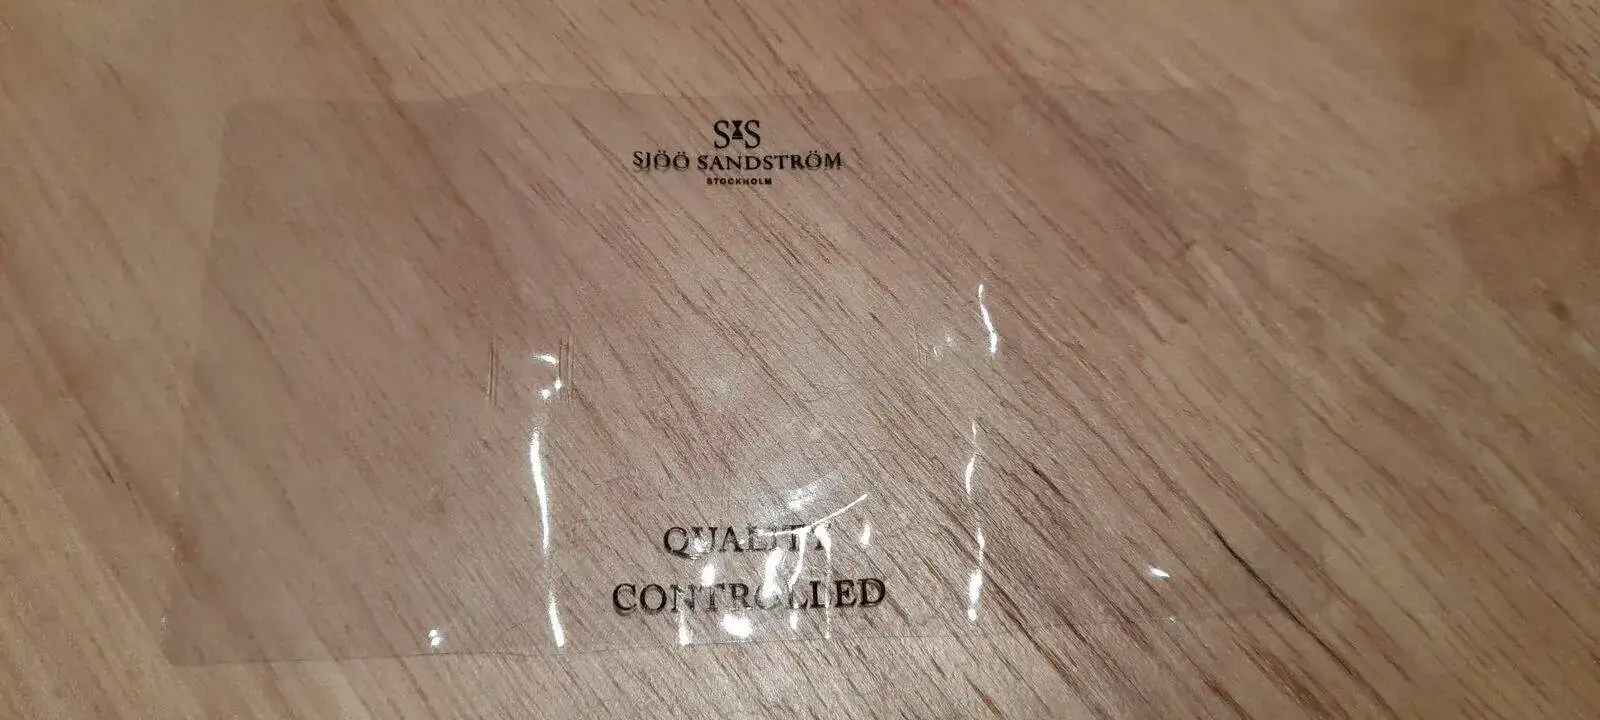 SS
SJÖÖ SANDSTRÖM
STOCKHOLM
QUALITY
CONTROLLED